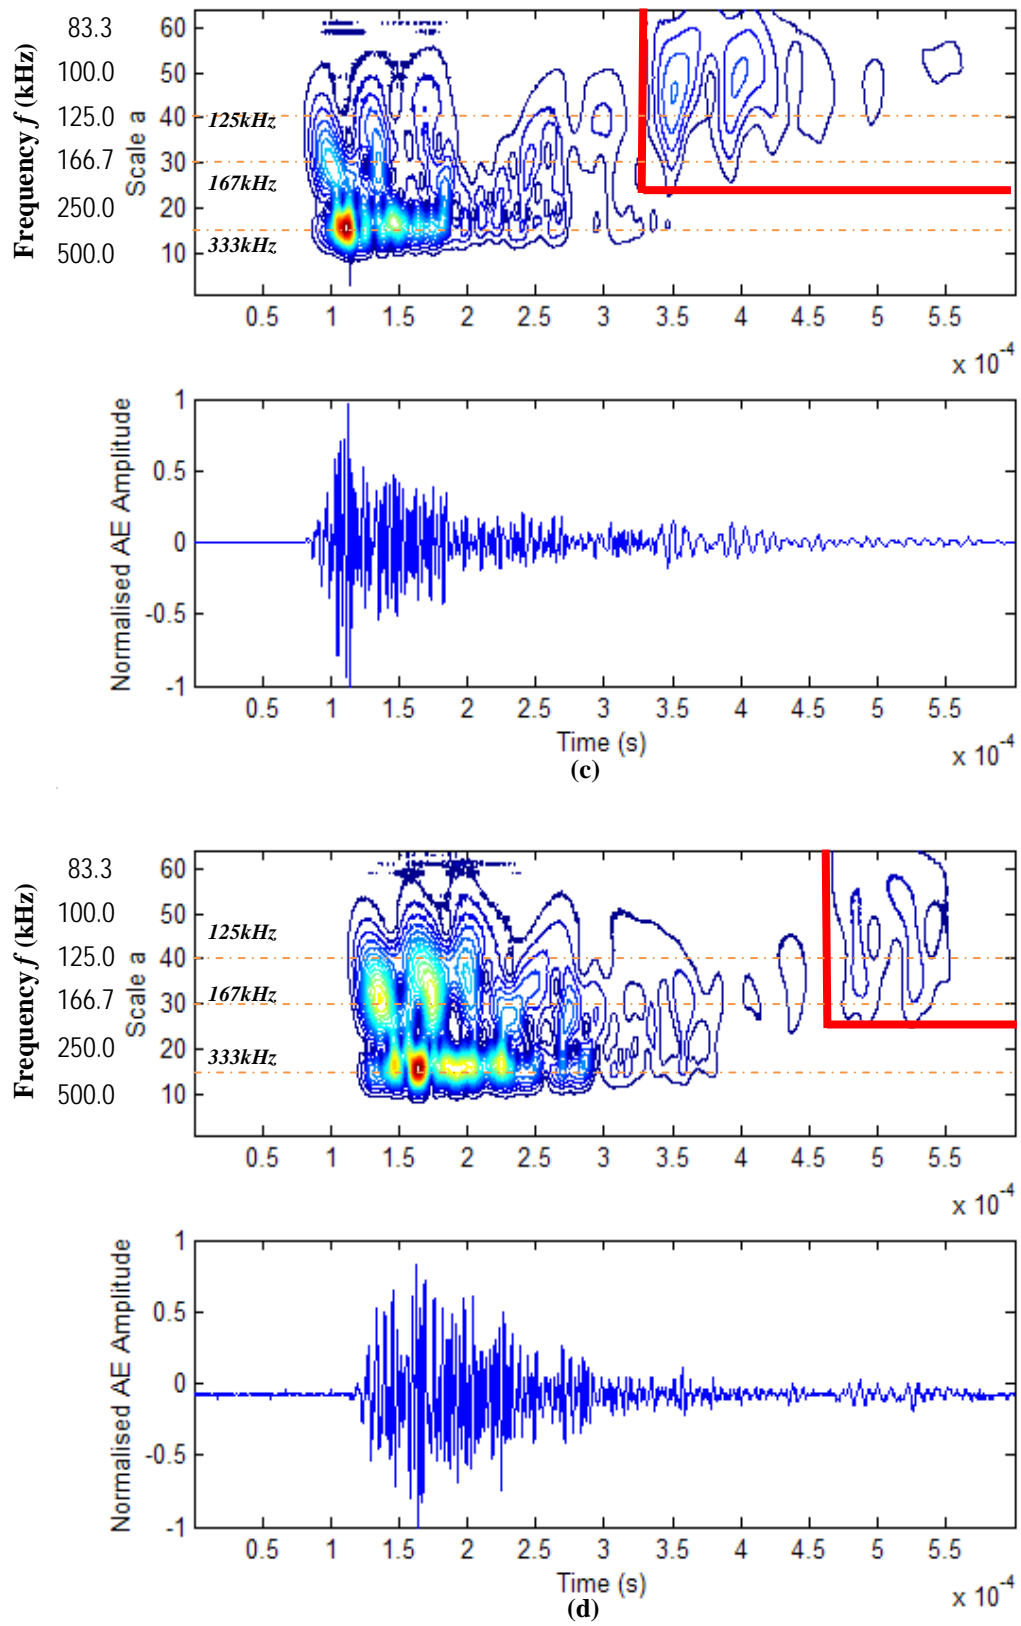 Frequency f (kHz)
Scale a
83.3
100.0
125.0
166.7
250.0
500.0
60
50
40
30
20
10
125kHz
167kHz
333kHz
0.5 1 1.5 2 2.5 3 3.5 4 4.5 5 5.5
x 10-4
Normalised AE Amplitude
1
0.5
0
-0.5
-1
0.5 1 1.5 2 2.5 3 3.5 4 4.5 5 5.5
Time (s)
x 10-4
(c)
Frequency f (kHz)
Scale a
83.3
100.0
125.0
166.7
250.0
500.0
60
50
40
30
20
10
125kHz
167kHz
333kHz
0.5 1 1.5 2 2.5 3 3.5 4 4.5 5 5.5
x 10-4
Normalised AE Amplitude
1
0.5
0
-0.5
-1
0.5 1 1.5 2 2.5 3 3.5 4 4.5 5 5.5
Time (s)
x 10-4
(d)